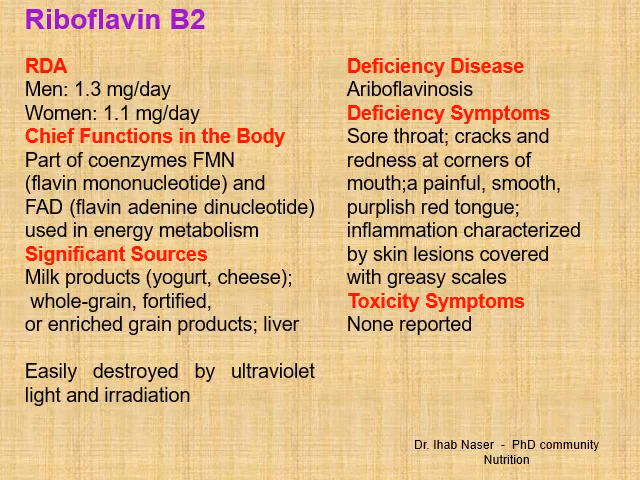 Riboflavin B2
RDA
Men: 1.3 mg/day
Women: 1.1 mg/day
Chief Functions in the Body
Part of coenzymes FMN
(flavin mononucleotide) and
FAD (flavin adenine dinucleotide)
used in energy metabolism
Significant Sources
Milk products (yogurt, cheese);
whole-grain, fortified,
or enriched grain products; liver
Easily destroyed by ultraviolet
light and irradiation
Deficiency Disease
Ariboflavinosis
Deficiency Symptoms
Sore throat; cracks and
redness at corners of
mouth;a painful, smooth,
purplish red tongue;
inflammation characterized
by skin lesions covered
with greasy scales
Toxicity Symptoms
None reported
Dr. Ihab Naser - PhD community
Nutrition